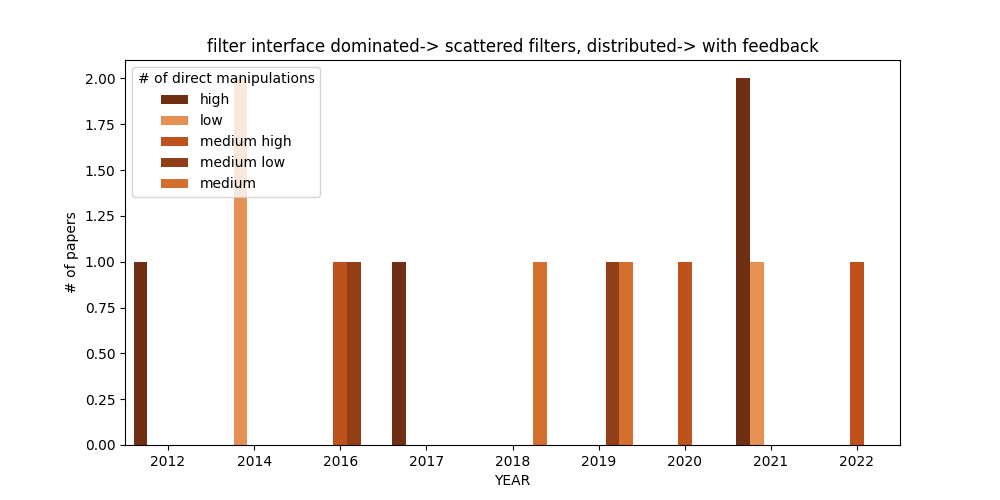 filter interface dominated-> scattered filters, distributed-> with feedback
# of direct manipulations
high
low
medium high
medium low
medium
# of papers
2.00
1.75
1.50
1.25
1.00
0.75
0.50
0.25
0.00
2012 2014 2016 2017 2018 2019 2020 2021 2022
YEAR